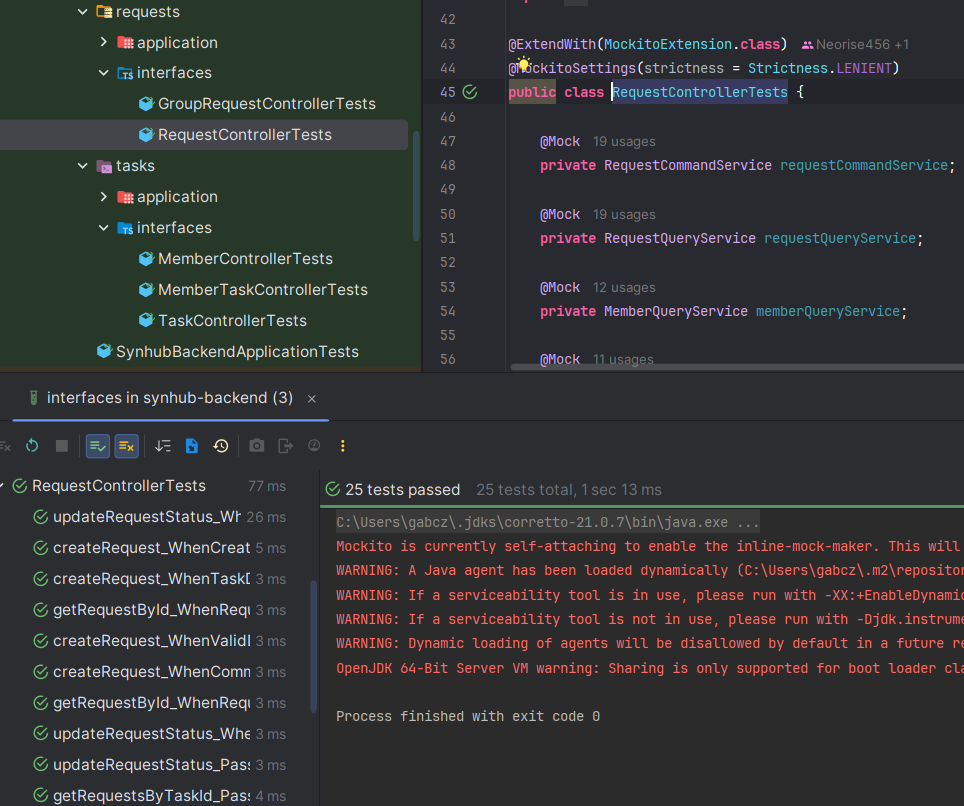 requests
application
interfaces
GroupRequestControllerTests
RequestControllerTests
tasks
application
interfaces
MemberControllerTests
MemberTaskControllerTests
TaskControllerTests
SynhubBackendApplicationTests
42
43 @ExtendWith(MockitoExtension.class) Neorise456 +1
44 @MockitoSettings(strictness = Strictness.LENIENT)
45 public class RequestControllerTests {
46
47 @Mock 19 usages
48 private RequestCommandService requestCommandService;
49
50 @Mock 19 usages
51 private RequestQueryService requestQueryService;
52
53 @Mock 12 usages
54 private MemberQueryService memberQueryService;
55
56 @Mock 11 usages
interfaces in synhub-backend (3) ×
RequestControllerTests 77 ms
updateRequestStatus_Wh 26 ms
createRequest_WhenCreat 5 ms
createRequest_WhenTaskD 3 ms
getRequestById_WhenRequ 3 ms
createRequest_WhenValidI 3 ms
createRequest_WhenComm 3 ms
getRequestById_WhenRequ 3 ms
updateRequestStatus_Whe 3 ms
updateRequestStatus_Pass 3 ms
getRequestsByTaskId_Pass 4 ms
25 tests passed 25 tests total, 1 sec 13 ms
C:\Users\gabcz\.jdks\corretto-21.0.7\bin\java.exe ...
Mockito is currently self-attaching to enable the inline-mock-maker. This will
WARNING: A Java agent has been loaded dynamically (C:\Users\gabcz\.m2\repositor
WARNING: If a serviceability tool is in use, please run with -XX:+EnableDynamic
WARNING: If a serviceability tool is not in use, please run with -Djdk.instrume
WARNING: Dynamic loading of agents will be disallowed by default in a future re
OpenJDK 64-Bit Server VM warning: Sharing is only supported for boot loader cla
Process finished with exit code 0